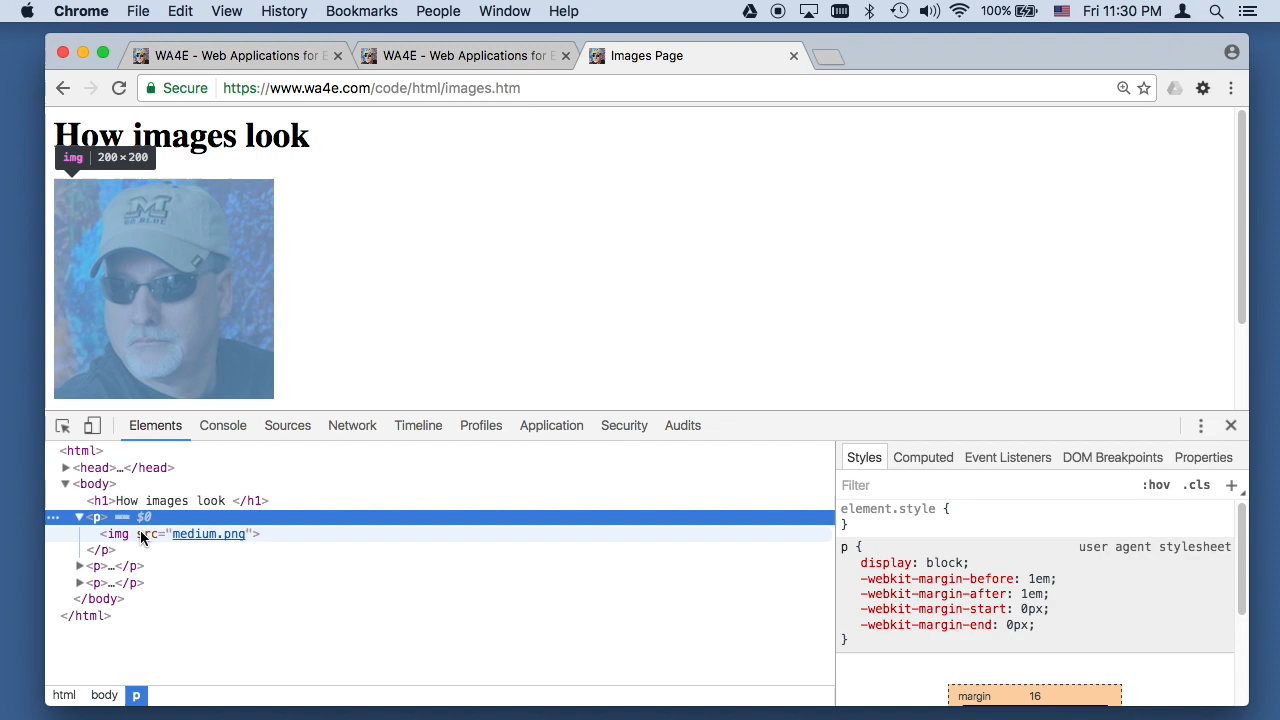 Chrome File Edit View History Bookmarks People Window Help 100% Fri 11:30 PM
WA4E - Web Applications for E WA4E - Web Applications for E Images Page
Secure https://www.wa4e.com/code/html/images.htm
How images look
img 200 × 200
M
GO BLUE
Elements Console Sources Network Timeline Profiles Application Security Audits
<html>
▶<head>…</head>
▼<body>
<h1>How images look </h1>
… ▼<p> == $0
<img src="medium.png">
</p>
▶<p>…</p>
▶<p>…</p>
</body>
</html>
html body p
Styles Computed Event Listeners DOM Breakpoints Properties
Filter :hov .cls +
element.style {
}
p { user agent stylesheet
display: block;
-webkit-margin-before: 1em;
-webkit-margin-after: 1em;
-webkit-margin-start: 0px;
-webkit-margin-end: 0px;
}
margin 16